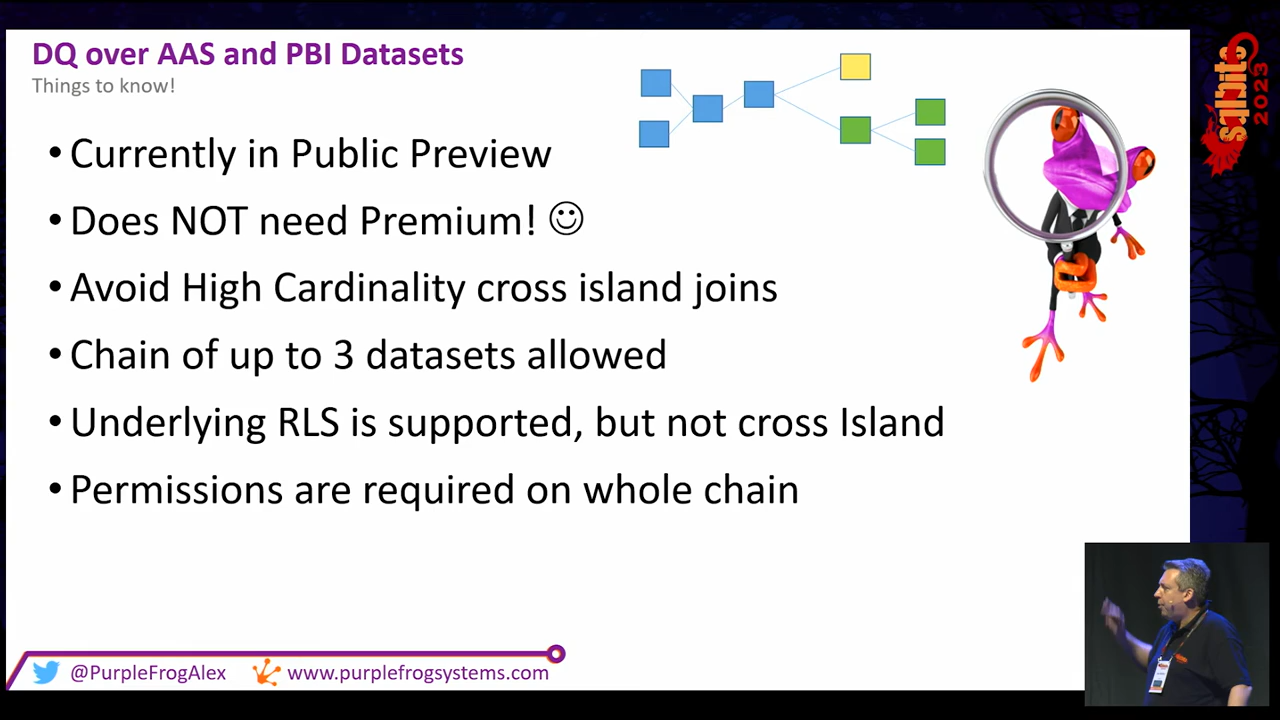 DQ over AAS and PBI Datasets
Things to know!
• Currently in Public Preview
• Does NOT need Premium! ☺
• Avoid High Cardinality cross island joins
• Chain of up to 3 datasets allowed
• Underlying RLS is supported, but not cross Island
• Permissions are required on whole chain
@PurpleFrogAlex
www.purplefrogsystems.com
sqlbits
2023